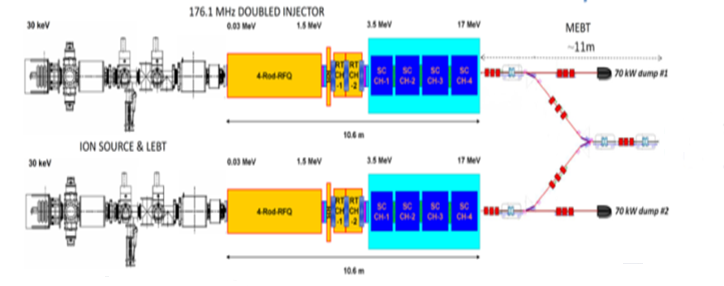 176.1 MHz DOUBLED INJECTOR
30 keV
0.03 MeV
1.5 MeV
3.5 MeV
17 MeV
MEBT
~11m
4-Rod-RFQ
RT CH -1
RT CH -2
SC CH-1
SC CH-2
SC CH-3
SC CH-4
70 kW dump #1
10.6 m
ION SOURCE & LEBT
30 keV
0.03 MeV
1.5 MeV
3.5 MeV
17 MeV
4-Rod-RFQ
RT CH -1
RT CH -2
SC CH-1
SC CH-2
SC CH-3
SC CH-4
70 kW dump #2
10.6 m